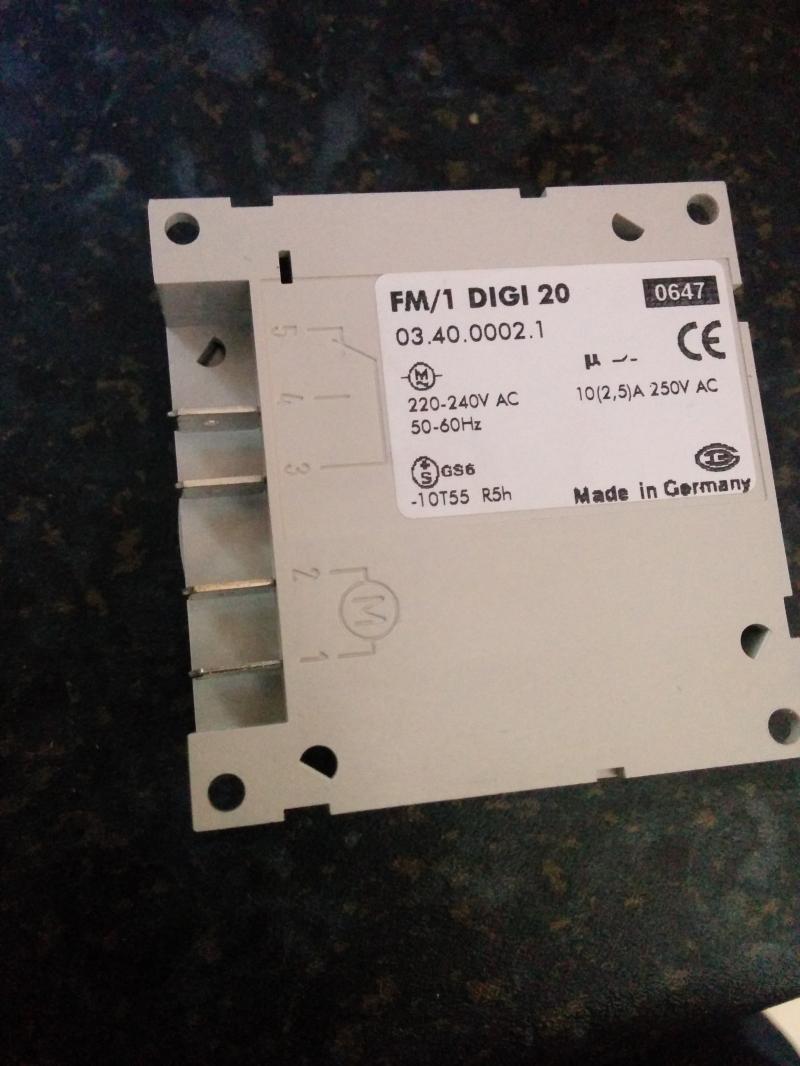 FM/1 DIGI 20
0647
03.40.0002.1
CE
M
µ
220-240V AC
10(2,5)A 250V AC
50-60Hz
+
S
GS6
-10T55 R5h
Made in Germany
5
4
3
2
M
1